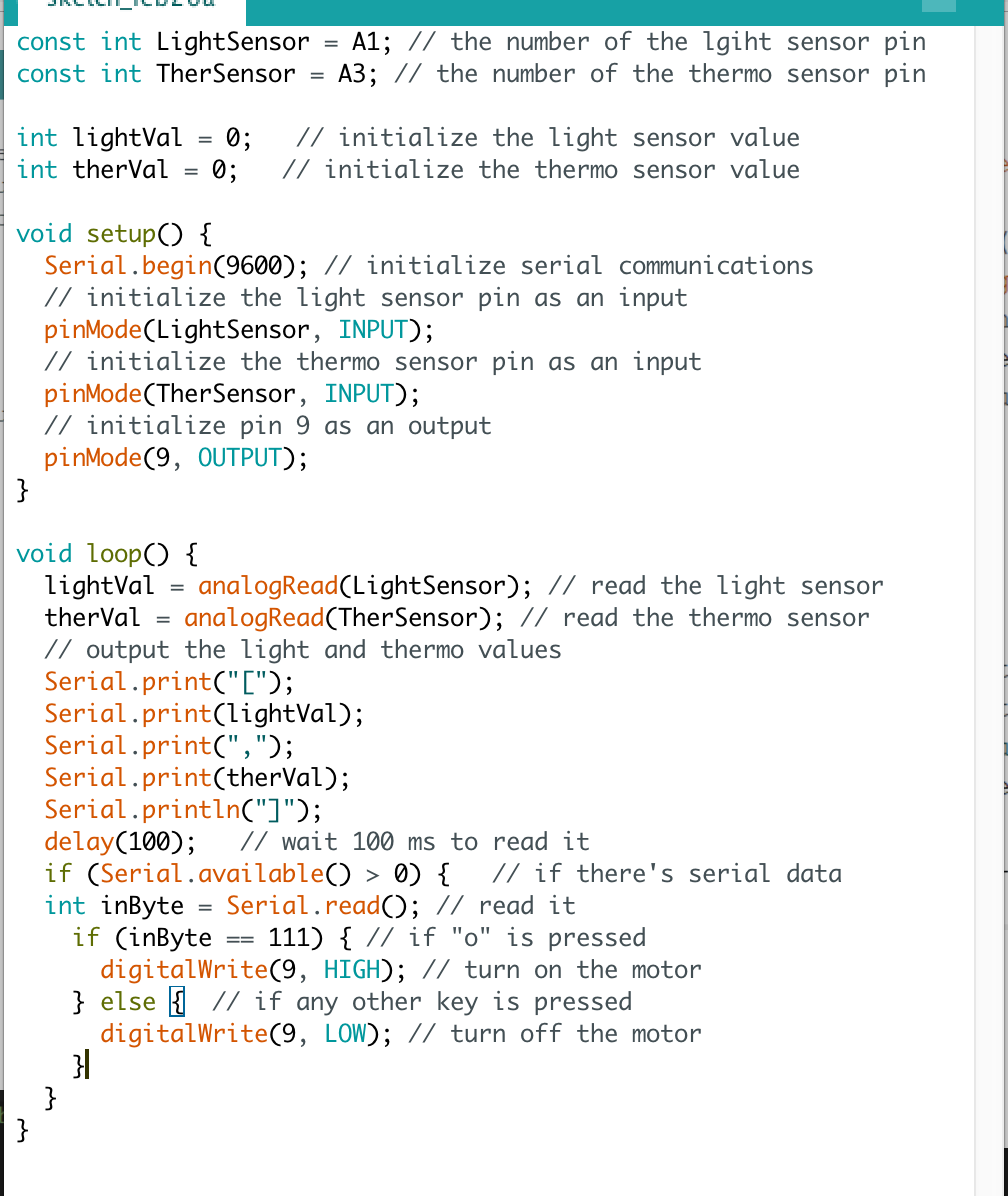 const int LightSensor = A1; // the number of the lgiht sensor pin
const int TherSensor = A3; // the number of the thermo sensor pin

int lightVal = 0;   // initialize the light sensor value
int therVal = 0;   // initialize the thermo sensor value

void setup() {
  Serial.begin(9600); // initialize serial communications
  // initialize the light sensor pin as an input
  pinMode(LightSensor, INPUT);
  // initialize the thermo sensor pin as an input
  pinMode(TherSensor, INPUT);
  // initialize pin 9 as an output
  pinMode(9, OUTPUT);
}

void loop() {
  lightVal = analogRead(LightSensor); // read the light sensor
  therVal = analogRead(TherSensor); // read the thermo sensor
  // output the light and thermo values
  Serial.print("[");
  Serial.print(lightVal);
  Serial.print(",");
  Serial.print(therVal);
  Serial.println("]");
  delay(100);   // wait 100 ms to read it
  if (Serial.available() > 0) {   // if there's serial data
  int inByte = Serial.read(); // read it
    if (inByte == 111) { // if "o" is pressed
      digitalWrite(9, HIGH); // turn on the motor
    } else {  // if any other key is pressed
      digitalWrite(9, LOW); // turn off the motor
    }
  }
}